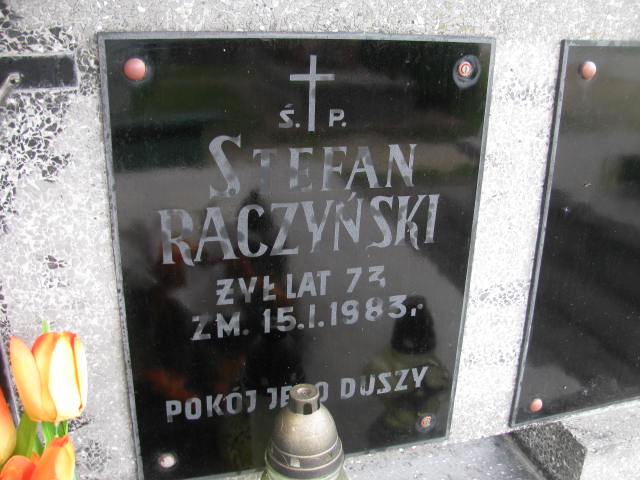 Ś. P.
STEFAN
RACZYŃSKI
ŻYŁ LAT 73,
ZM. 15.I.1983.
POKÓJ JEGO DUSZY